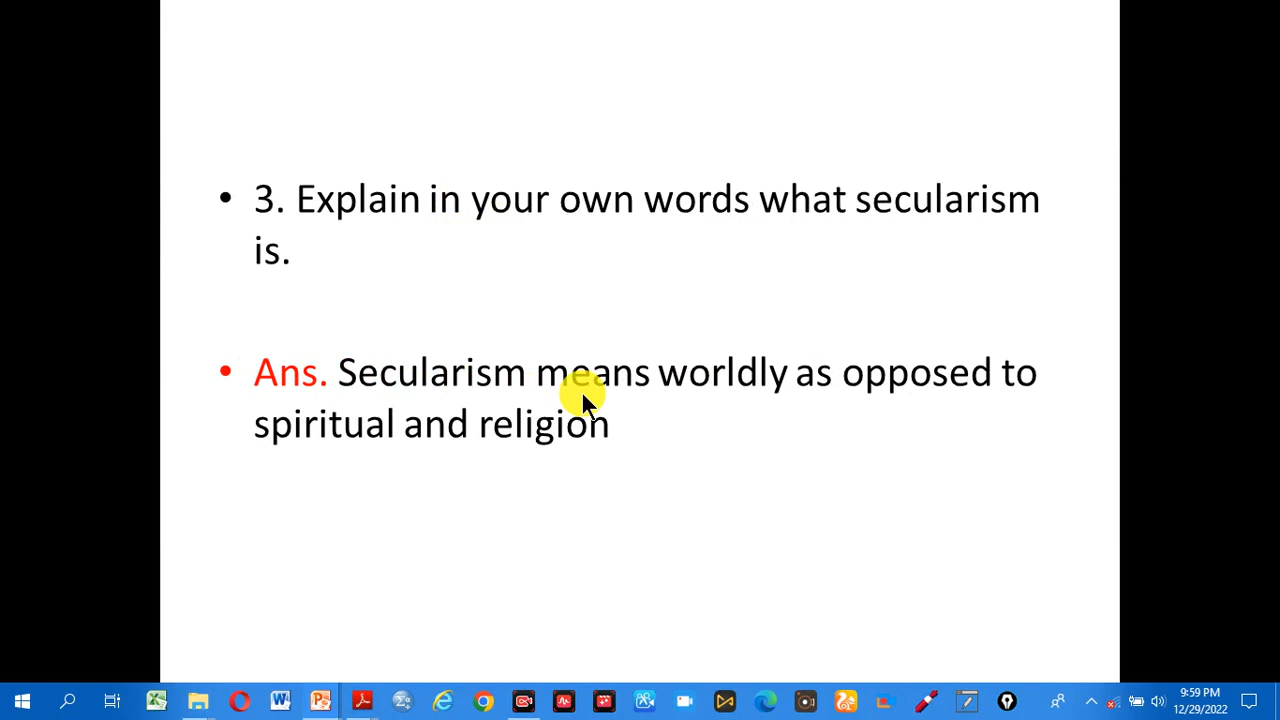 • 3. Explain in your own words what secularism
is.
• Ans. Secularism means worldly as opposed to
spiritual and religion
9:59 PM
12/29/2022